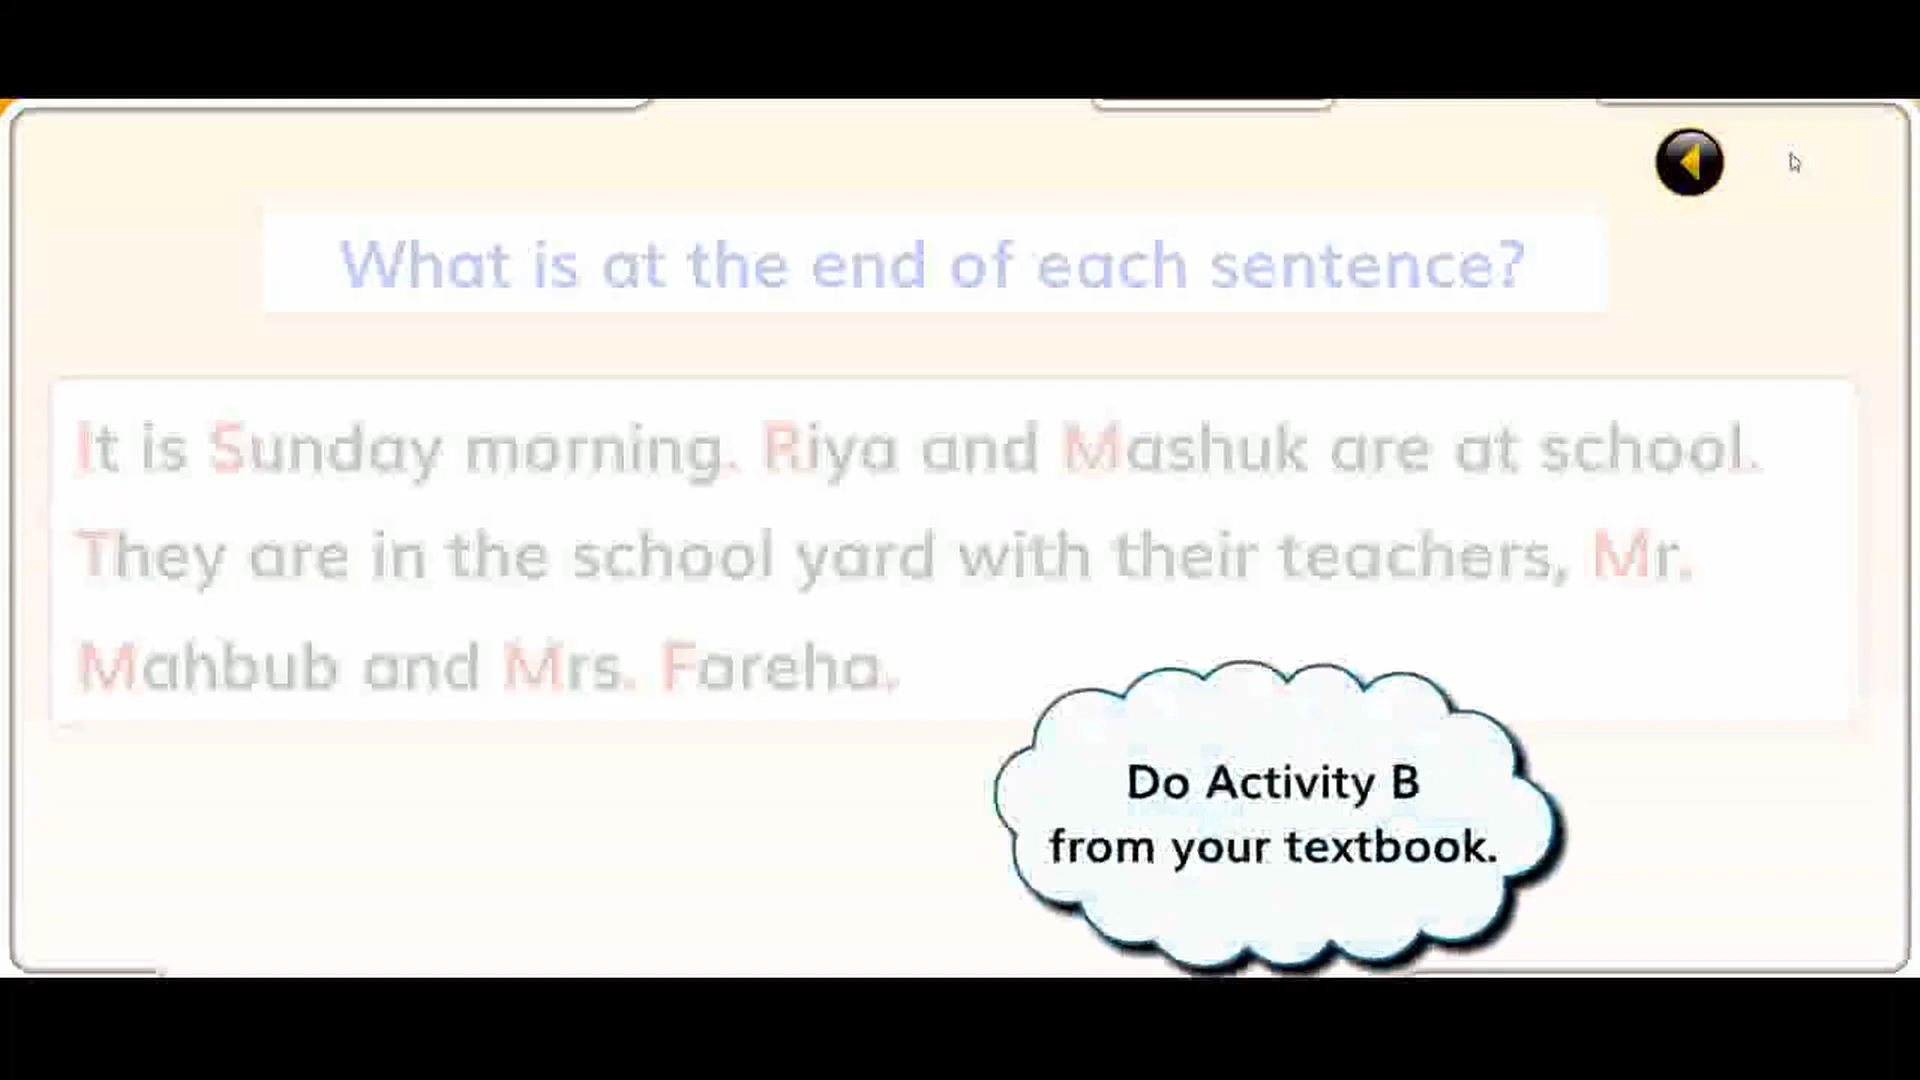 What is at the end of each sentence?
It is Sunday morning. Riya and Mashuk are at school.
They are in the school yard with their teachers, Mr.
Mahbub and Mrs. Fareha.
Do Activity B
from your textbook.